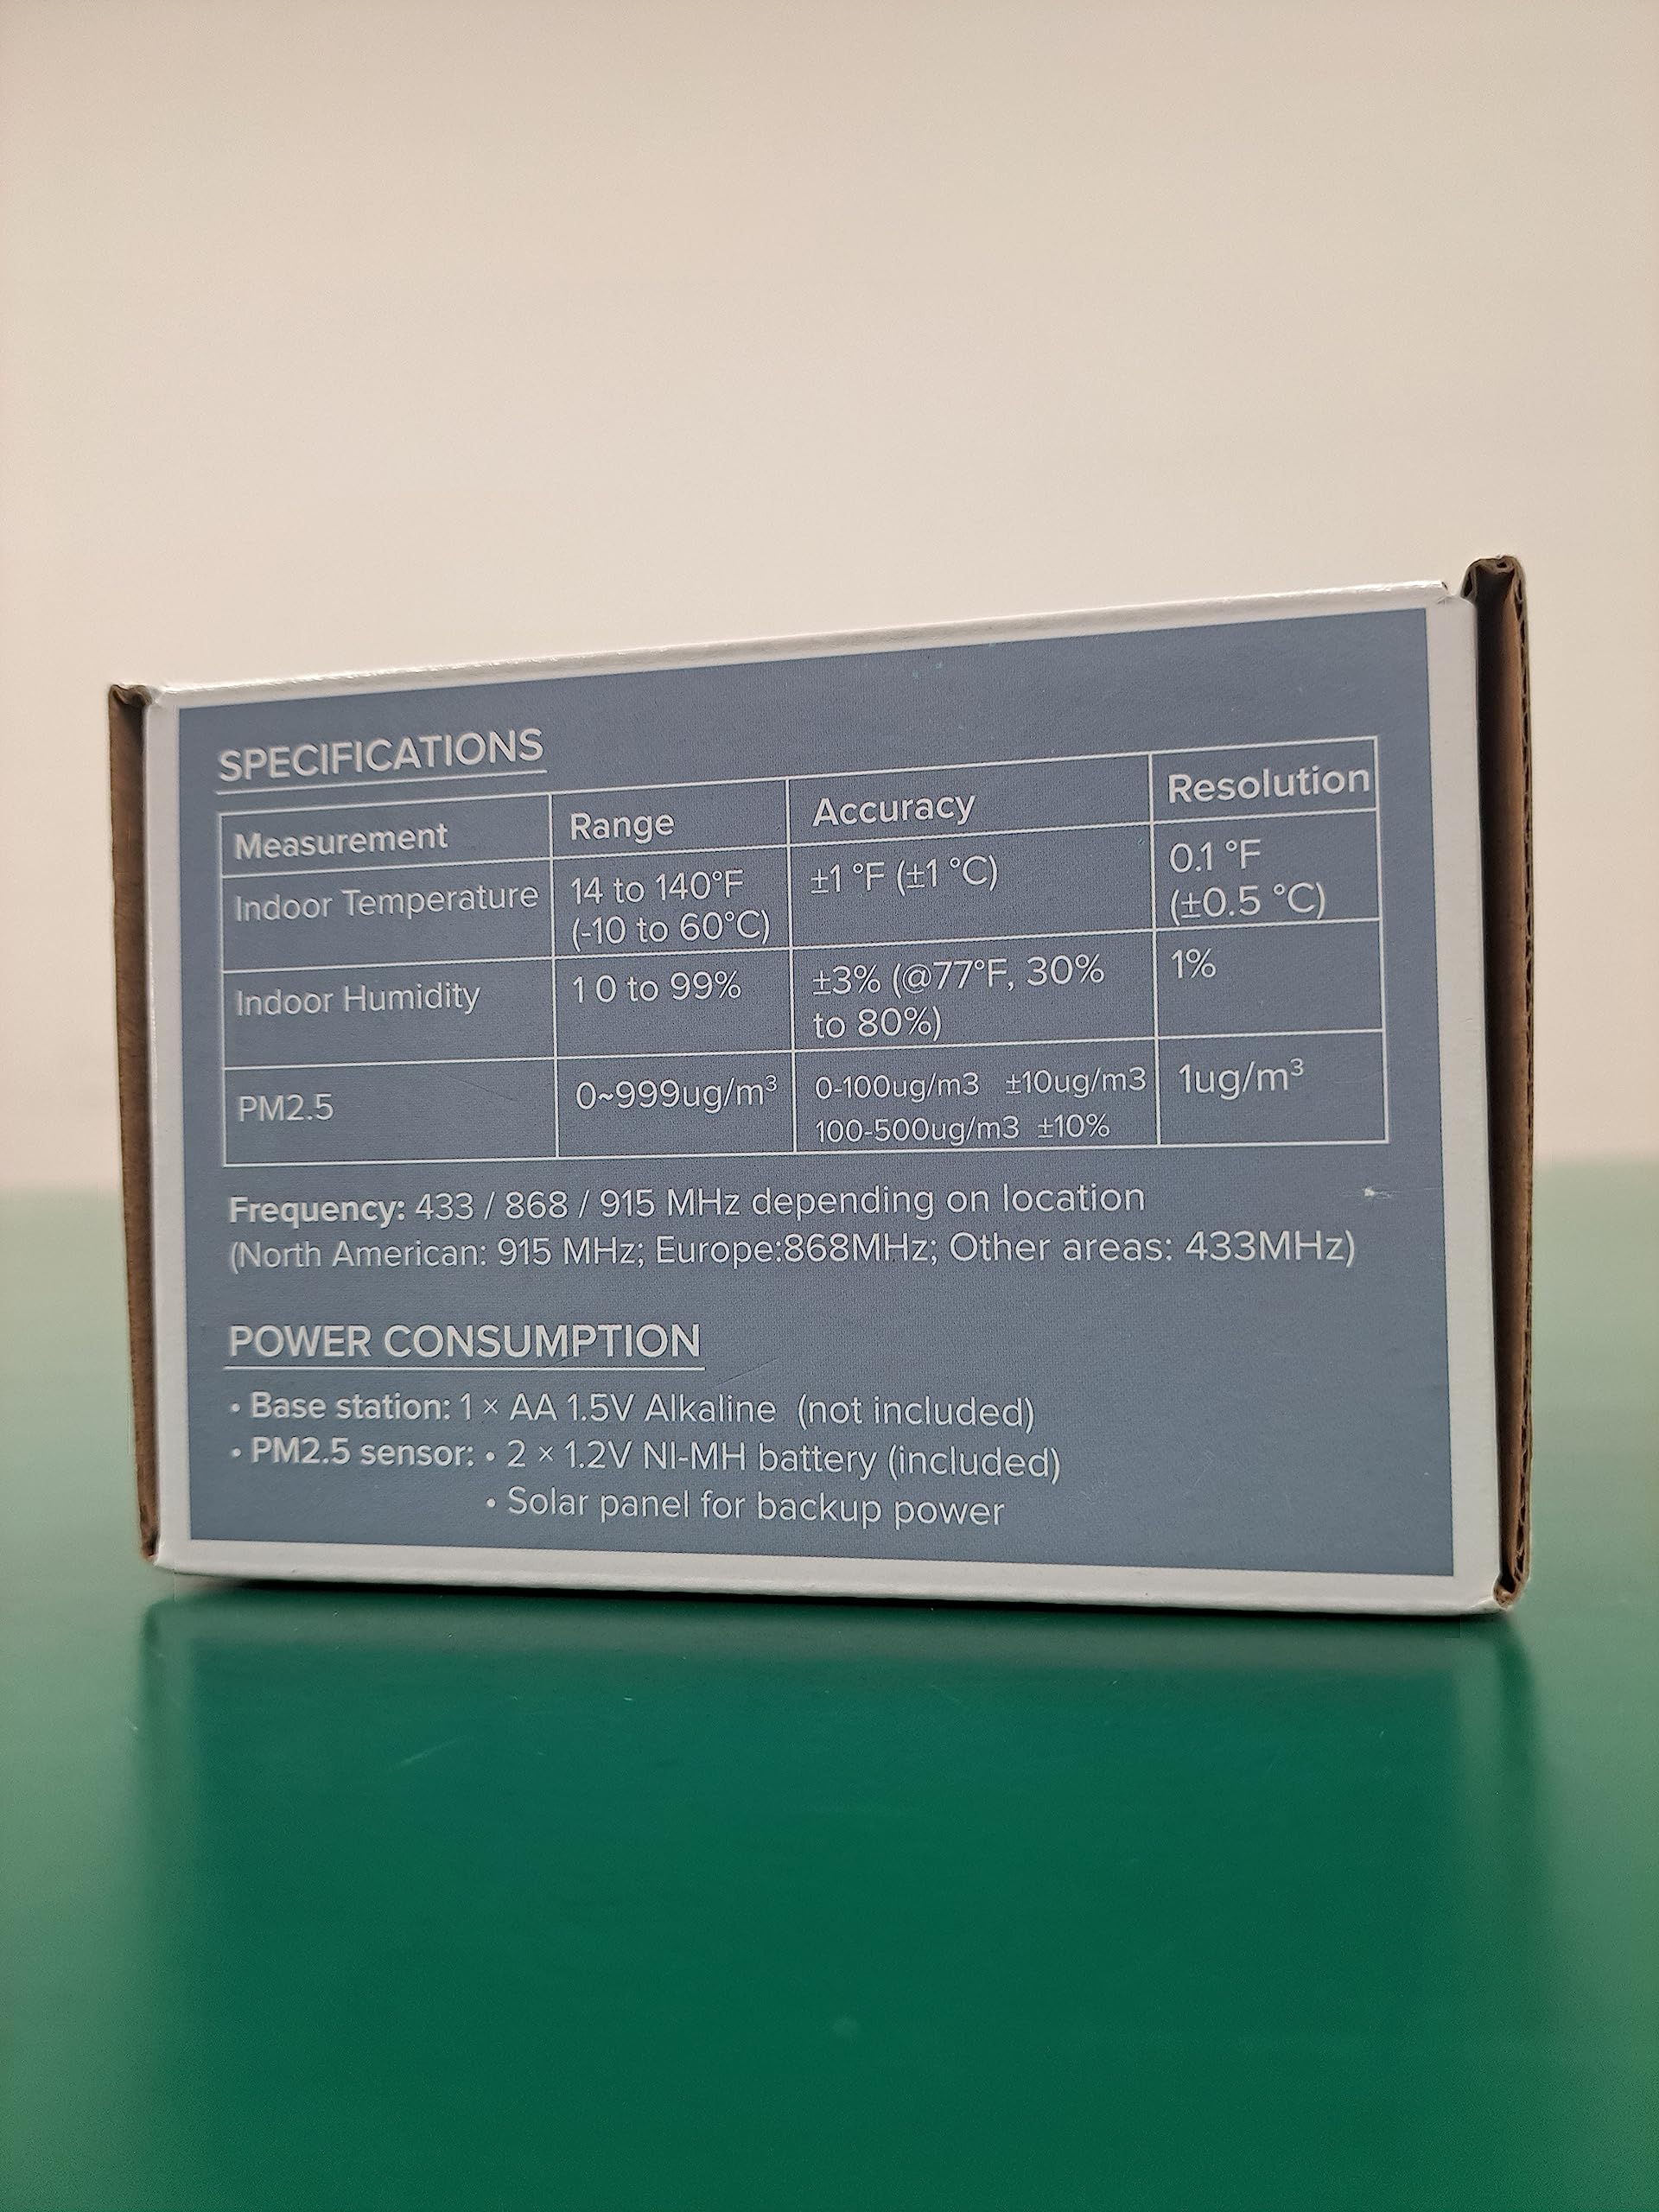 SPECIFICATIONS
Measurement Range Accuracy Resolution
Indoor Temperature 14 to 140°F ±1 °F (±1 °C) 0.1 °F
(-10 to 60°C) (±0.5 °C)
Indoor Humidity 1 0 to 99% ±3% (@77°F, 30% 1%
to 80%)
PM2.5 0~999ug/m³ 0-100ug/m3 ±10ug/m3 1ug/m³
100-500ug/m3 ±10%
Frequency: 433 / 868 / 915 MHz depending on location
(North American: 915 MHz; Europe:868MHz; Other areas: 433MHz)
POWER CONSUMPTION
• Base station: 1 × AA 1.5V Alkaline (not included)
• PM2.5 sensor: • 2 × 1.2V NI-MH battery (included)
• Solar panel for backup power